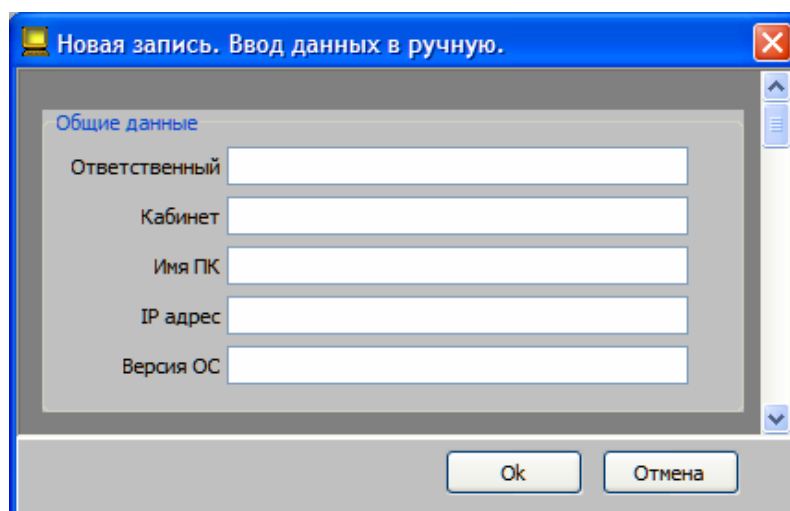 Новая запись. Ввод данных в ручную.
Общие данные
Ответственный
Кабинет
Имя ПК
IP адрес
Версия ОС
Ok Отмена